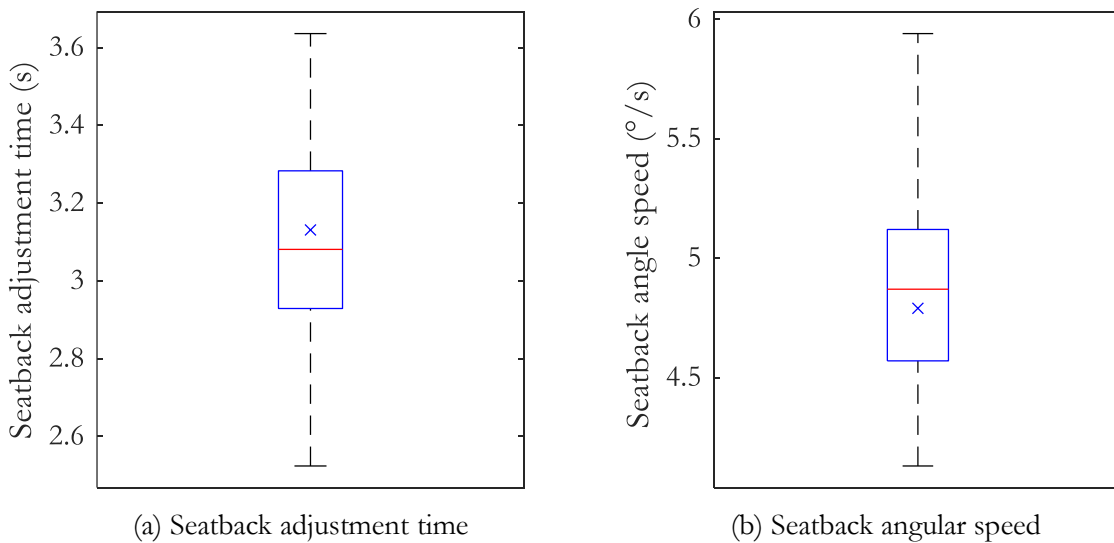 Seatback adjustment time (s)
3.6
3.4
3.2
3
2.8
2.6
(a) Seatback adjustment time
Seatback angle speed (°/s)
6
5.5
5
4.5
(b) Seatback angular speed